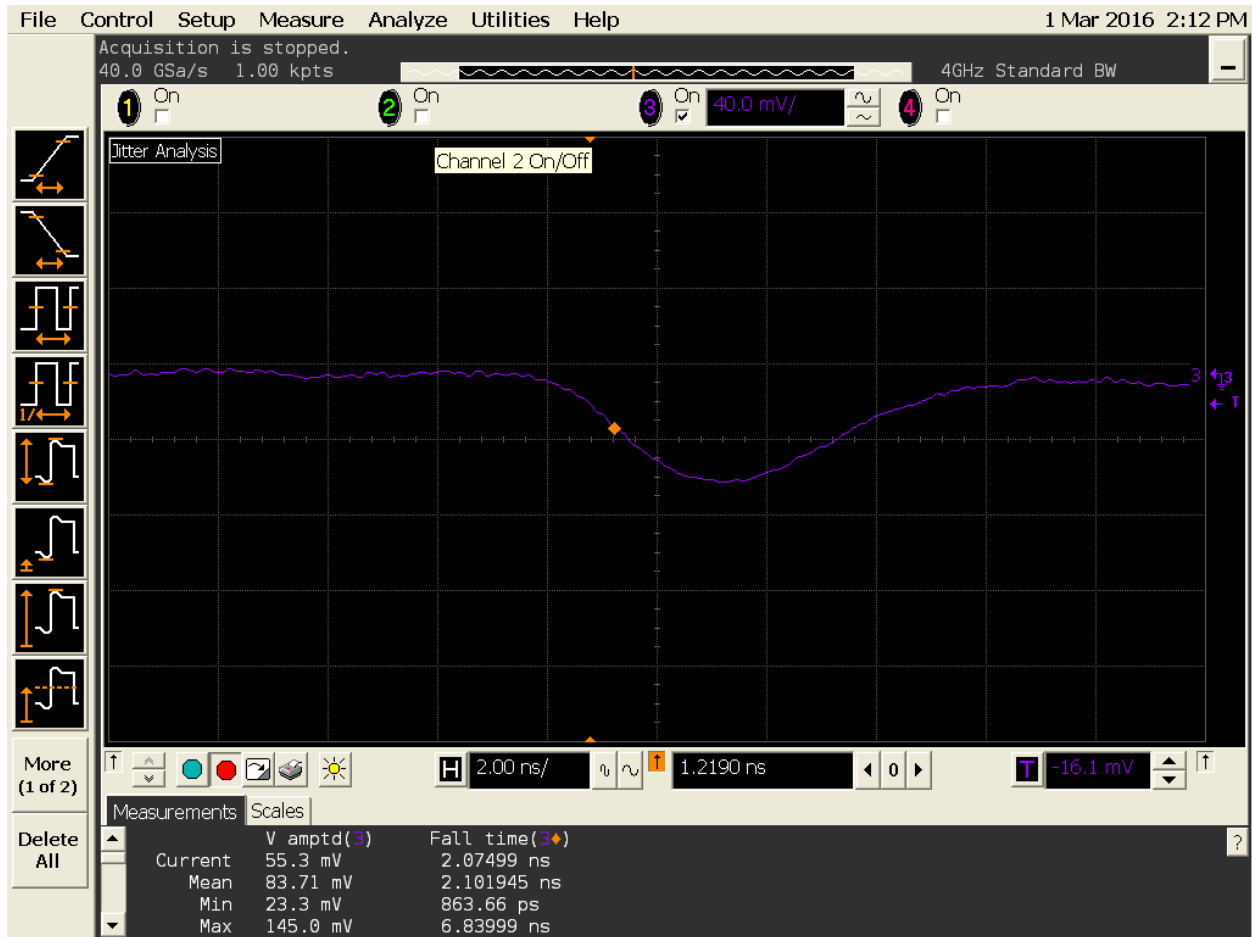 File Control Setup Measure Analyze Utilities Help 1 Mar 2016 2:12 PM
Acquisition is stopped.
40.0 GSa/s 1.00 kpts 4GHz Standard BW
1 On 2 On 3 On 40.0 mV/ 4 On
Jitter Analysis
Channel 2 On/Off
3 3
T
1/
More
(1 of 2)
Delete
All
H 2.00 ns/ 1.2190 ns 0 T -16.1 mV
Measurements Scales
V amptd(3) Fall time(3)
Current 55.3 mV 2.07499 ns
Mean 83.71 mV 2.101945 ns
Min 23.3 mV 863.66 ps
Max 145.0 mV 6.83999 ns
?